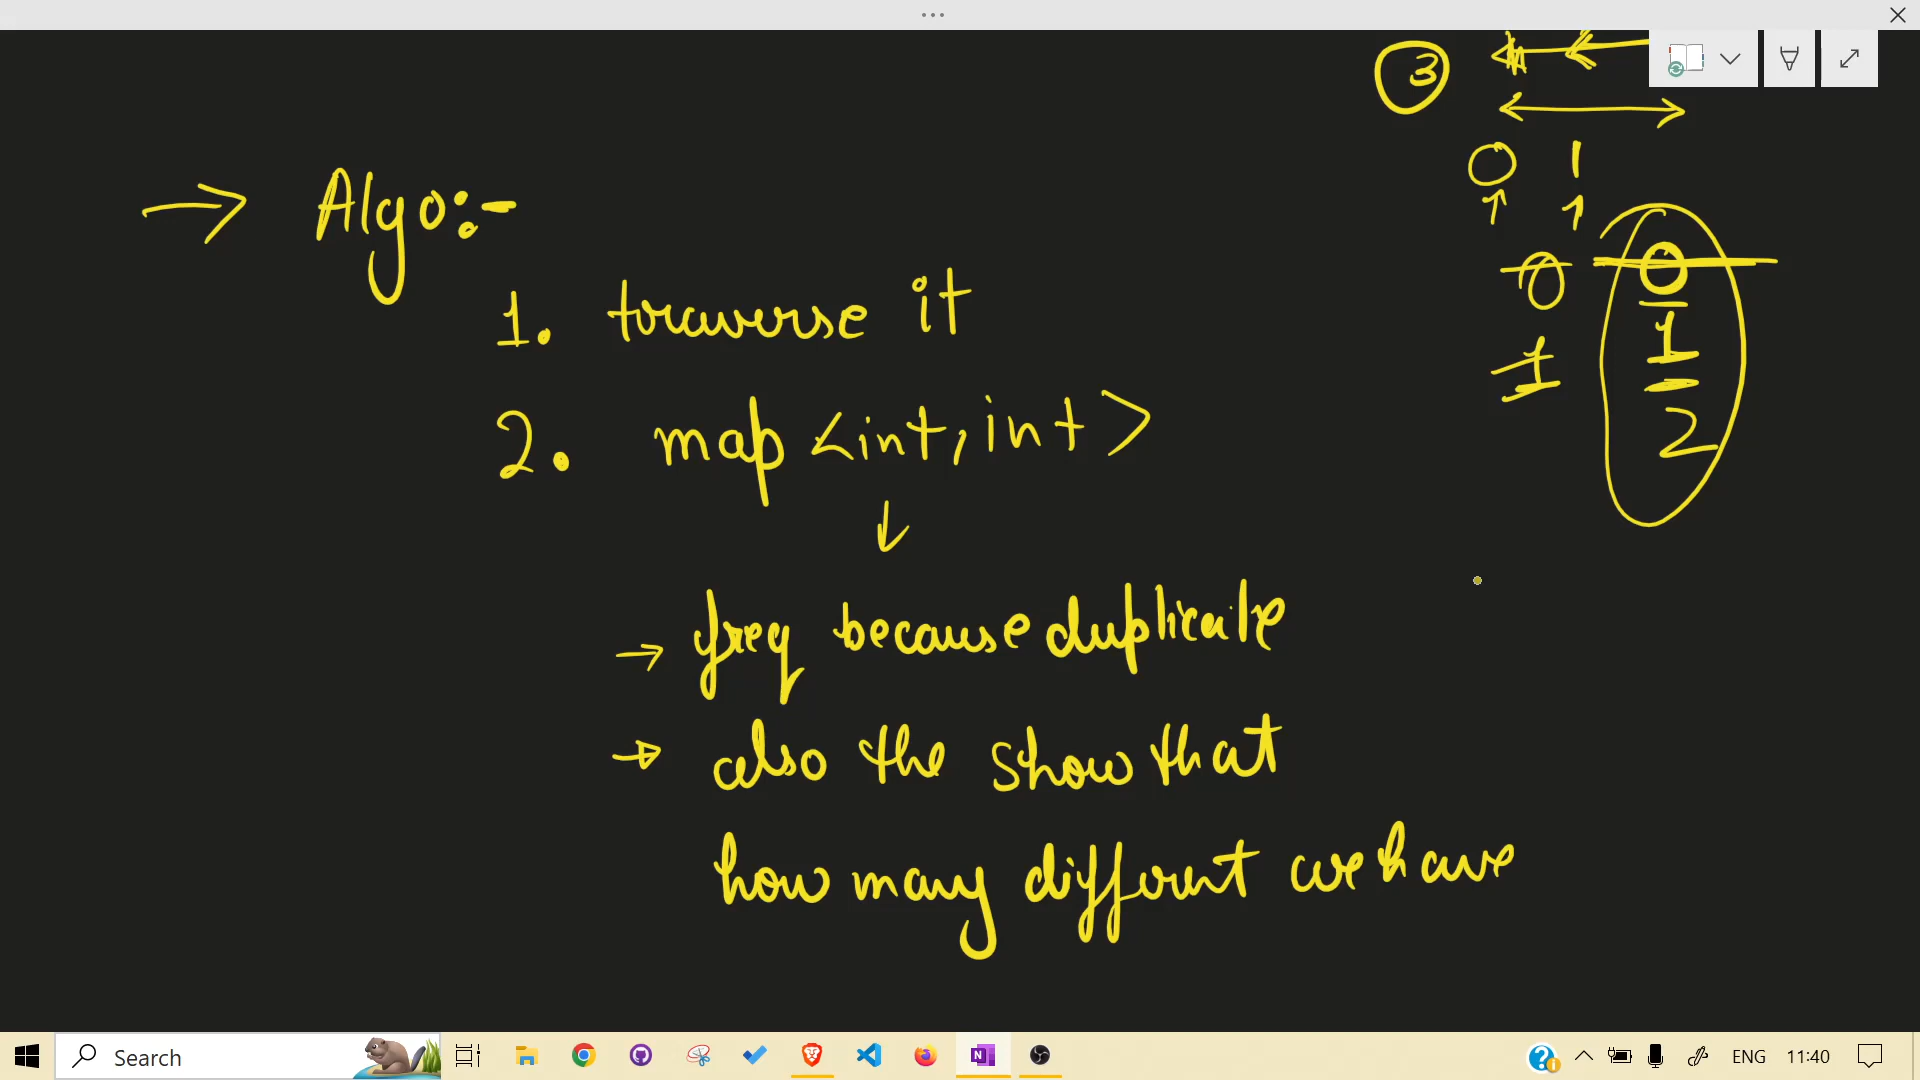 3
0 1
→ Algo:-
0 0
1. traverse it
1 1
2. map <int, int>
2
→ freq because duplicate
→ also the show that
how many different we have
Search
ENG 11:40